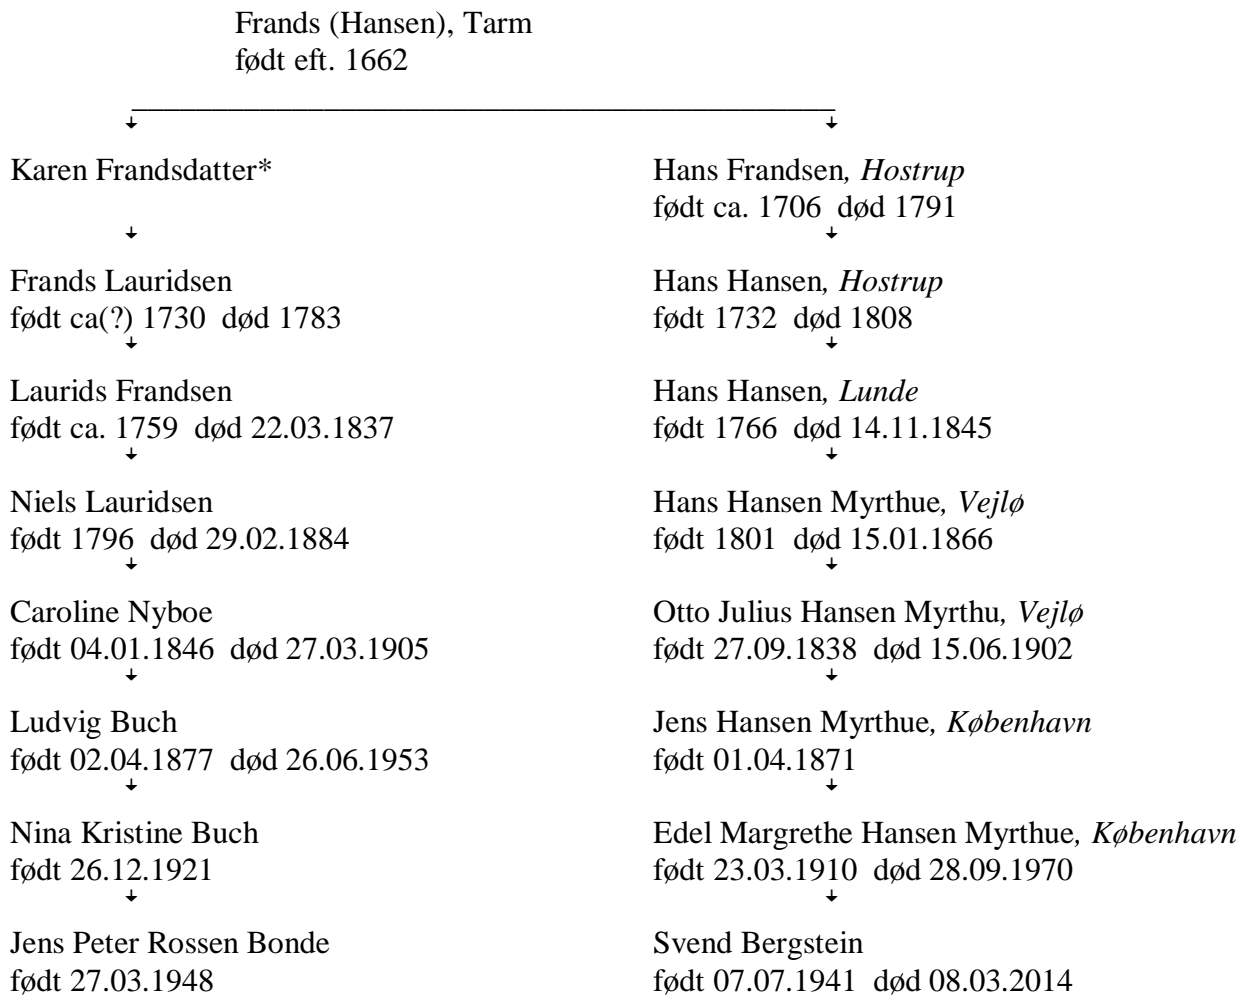 Frands (Hansen), Tarm
født eft. 1662
Karen Frandsdatter*
Hans Frandsen, Hostrup
født ca. 1706 død 1791
Frands Lauridsen
født ca(?) 1730 død 1783
Hans Hansen, Hostrup
født 1732 død 1808
Laurids Frandsen
født ca. 1759 død 22.03.1837
Hans Hansen, Lunde
født 1766 død 14.11.1845
Niels Lauridsen
født 1796 død 29.02.1884
Hans Hansen Myrthue, Vejlø
født 1801 død 15.01.1866
Caroline Nyboe
født 04.01.1846 død 27.03.1905
Otto Julius Hansen Myrthu, Vejlø
født 27.09.1838 død 15.06.1902
Ludvig Buch
født 02.04.1877 død 26.06.1953
Jens Hansen Myrthue, København
født 01.04.1871
Nina Kristine Buch
født 26.12.1921
Edel Margrethe Hansen Myrthue, København
født 23.03.1910 død 28.09.1970
Jens Peter Rossen Bonde
født 27.03.1948
Svend Bergstein
født 07.07.1941 død 08.03.2014